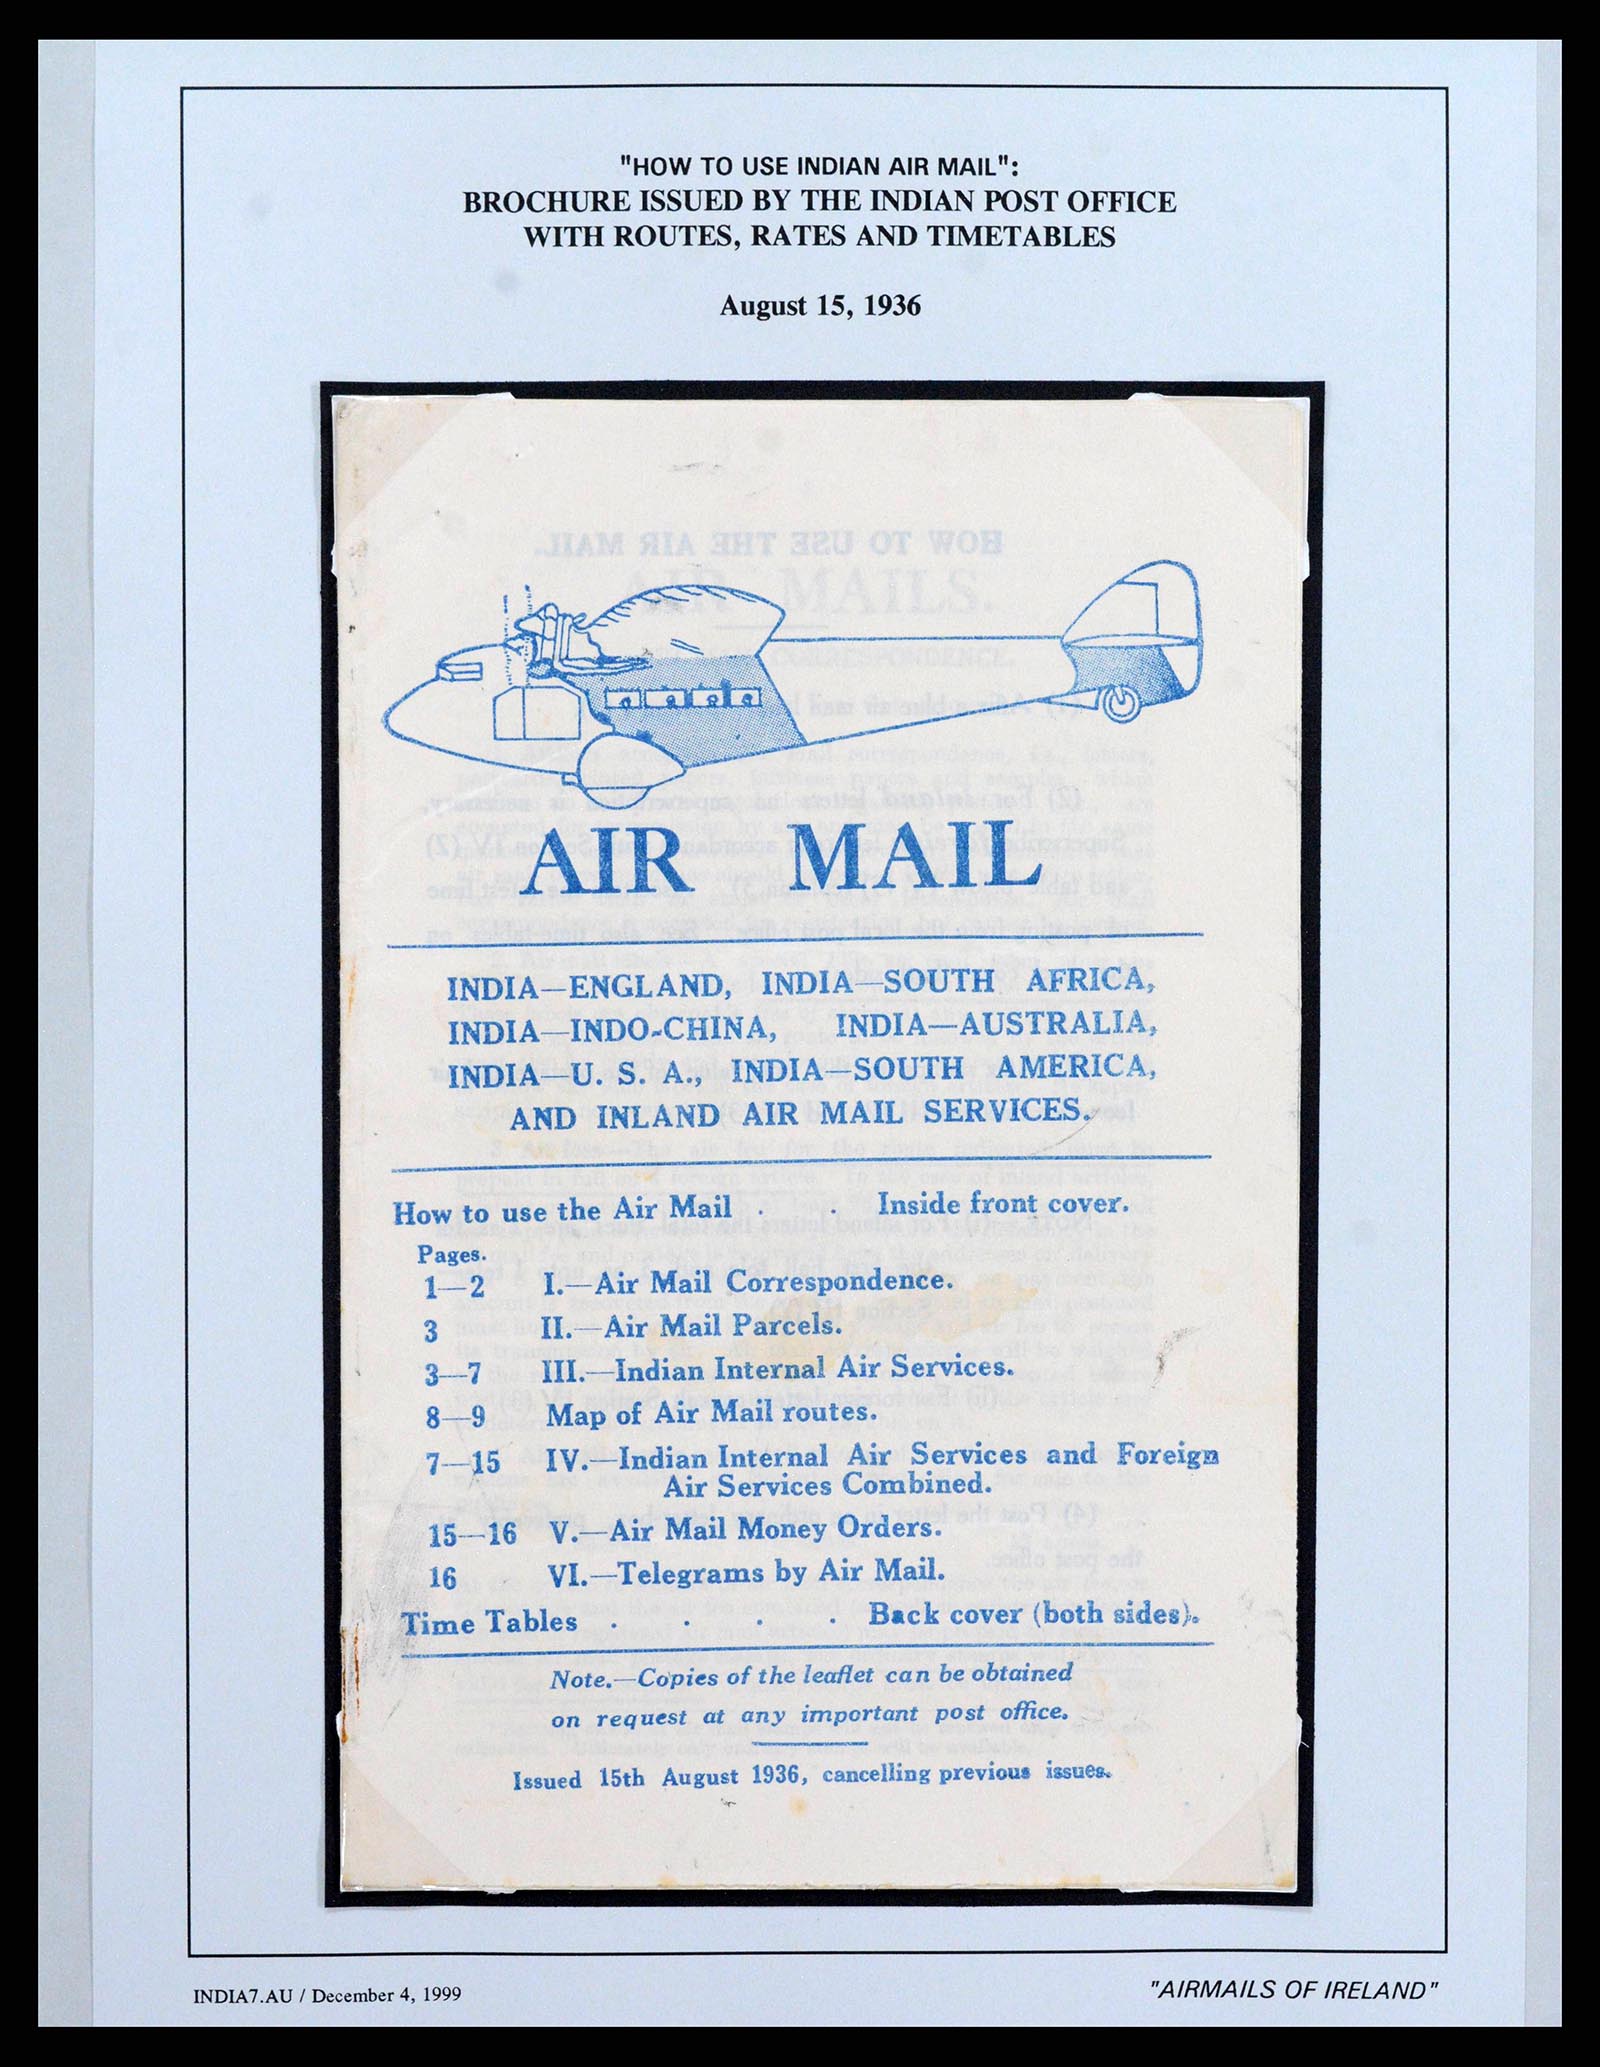 "HOW TO USE INDIAN AIR MAIL":
BROCHURE ISSUED BY THE INDIAN POST OFFICE
WITH ROUTES, RATES AND TIMETABLES
August 15, 1936
AIR MAIL
INDIA—ENGLAND, INDIA—SOUTH AFRICA,
INDIA—INDO-CHINA, INDIA—AUSTRALIA,
INDIA—U. S. A., INDIA—SOUTH AMERICA,
AND INLAND AIR MAIL SERVICES.
How to use the Air Mail . . Inside front cover.
Pages.
1—2 I.—Air Mail Correspondence.
3 II.—Air Mail Parcels.
3—7 III.—Indian Internal Air Services.
8—9 Map of Air Mail routes.
7—15 IV.—Indian Internal Air Services and Foreign
Air Services Combined.
15—16 V.—Air Mail Money Orders.
16 VI.—Telegrams by Air Mail.
Time Tables . . . . Back cover (both sides).
Note.—Copies of the leaflet can be obtained
on request at any important post office.
Issued 15th August 1936, cancelling previous issues.
INDIA7.AU / December 4, 1999
"AIRMAILS OF IRELAND"